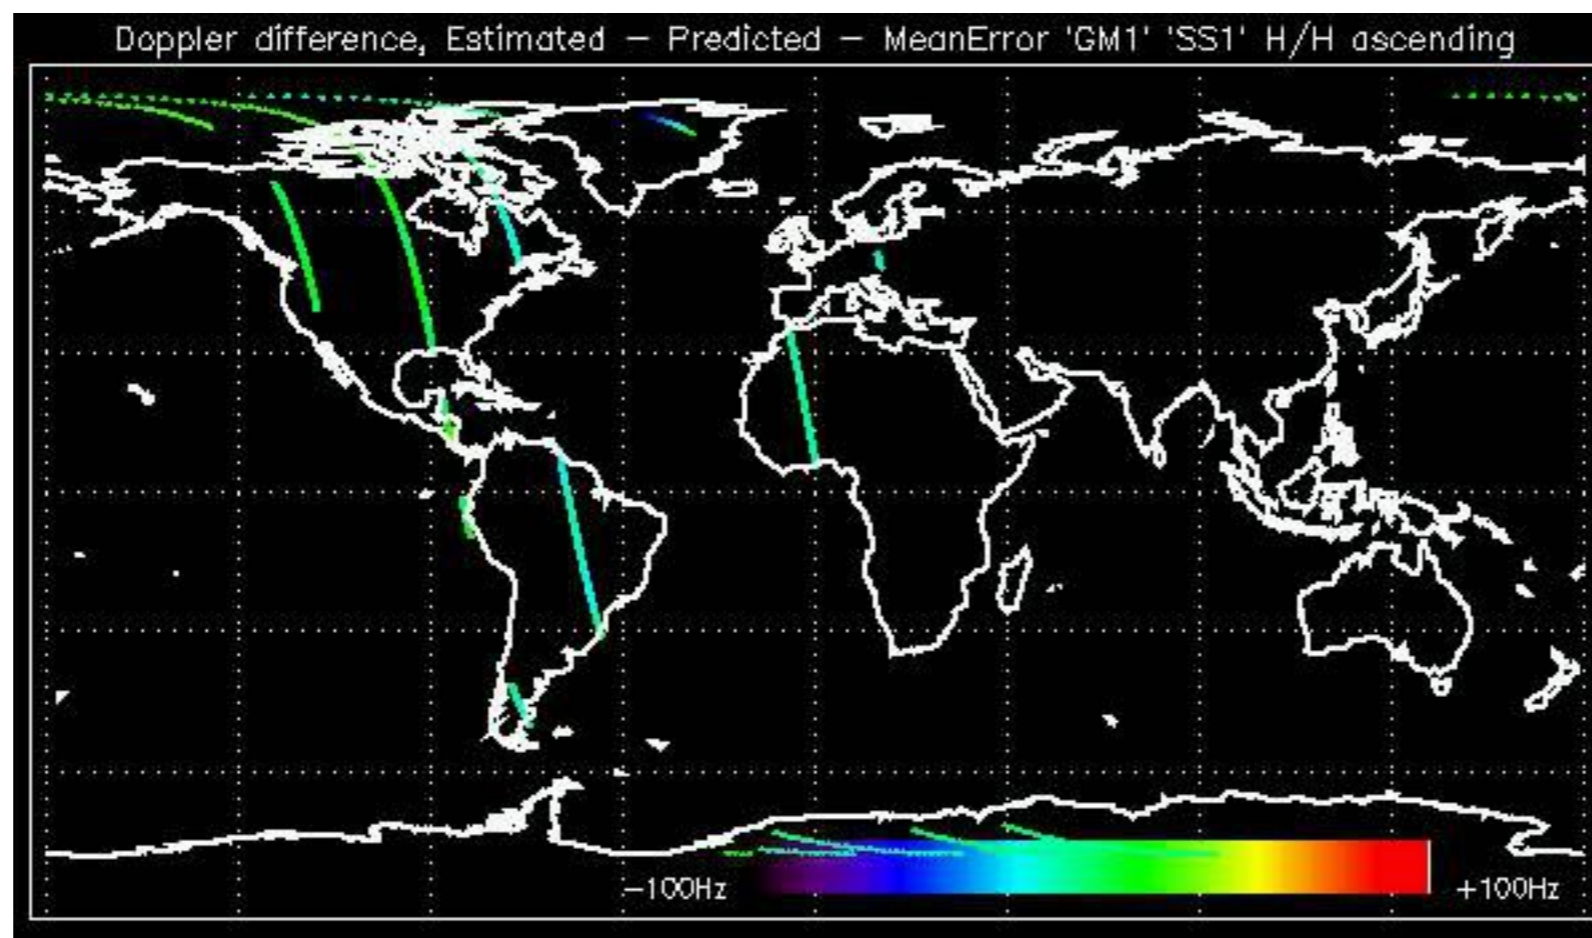 Doppler difference, Estimated - Predicted - MeanError 'GM1' 'SS1' H/H ascending
-100Hz +100Hz